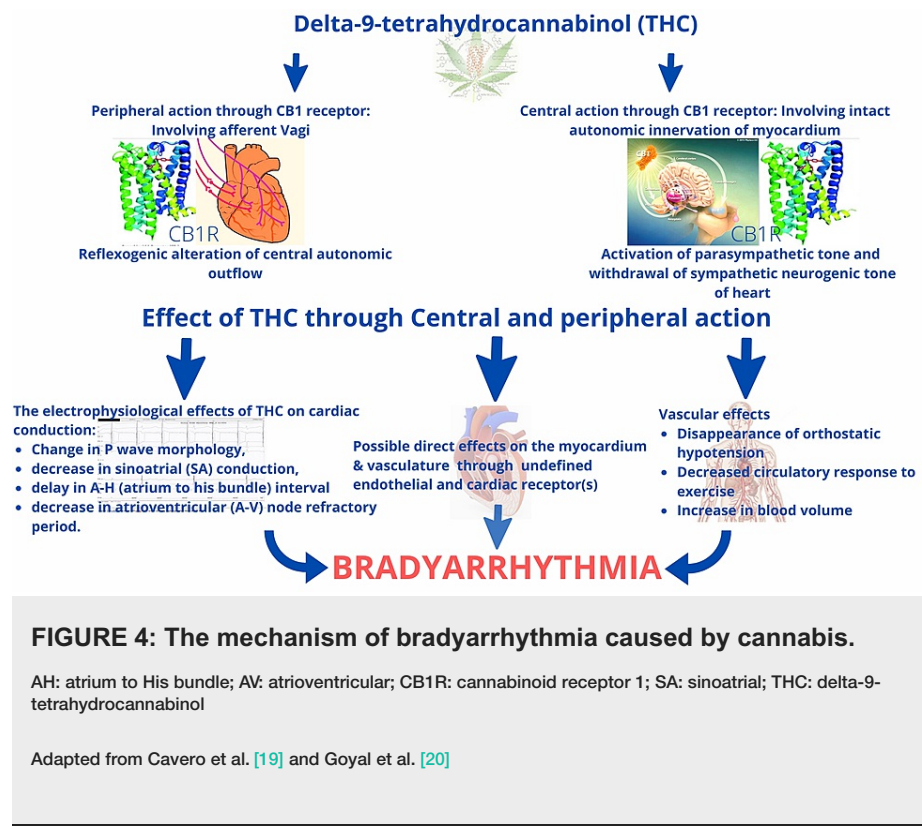 Delta-9-tetrahydrocannabinol (THC)
Peripheral action through CB1 receptor:
Involving afferent Vagi
CB1R
Reflexogenic alteration of central autonomic
outflow
Central action through CB1 receptor: Involving intact
autonomic innervation of myocardium
CB1
CB1R
Activation of parasympathetic tone and
withdrawal of sympathetic neurogenic tone
of heart
Effect of THC through Central and peripheral action
The electrophysiological effects of THC on cardiac
conduction:
• Change in P wave morphology,
• decrease in sinoatrial (SA) conduction,
• delay in A-H (atrium to his bundle) interval
• decrease in atrioventricular (A-V) node refractory
period.
Possible direct effects on the myocardium
& vasculature through undefined
endothelial and cardiac receptor(s)
Vascular effects
• Disappearance of orthostatic
hypotension
• Decreased circulatory response to
exercise
• Increase in blood volume
BRADYARRHYTHMIA
FIGURE 4: The mechanism of bradyarrhythmia caused by cannabis.
AH: atrium to His bundle; AV: atrioventricular; CB1R: cannabinoid receptor 1; SA: sinoatrial; THC: delta-9-
tetrahydrocannabinol
Adapted from Cavero et al. [19] and Goyal et al. [20]